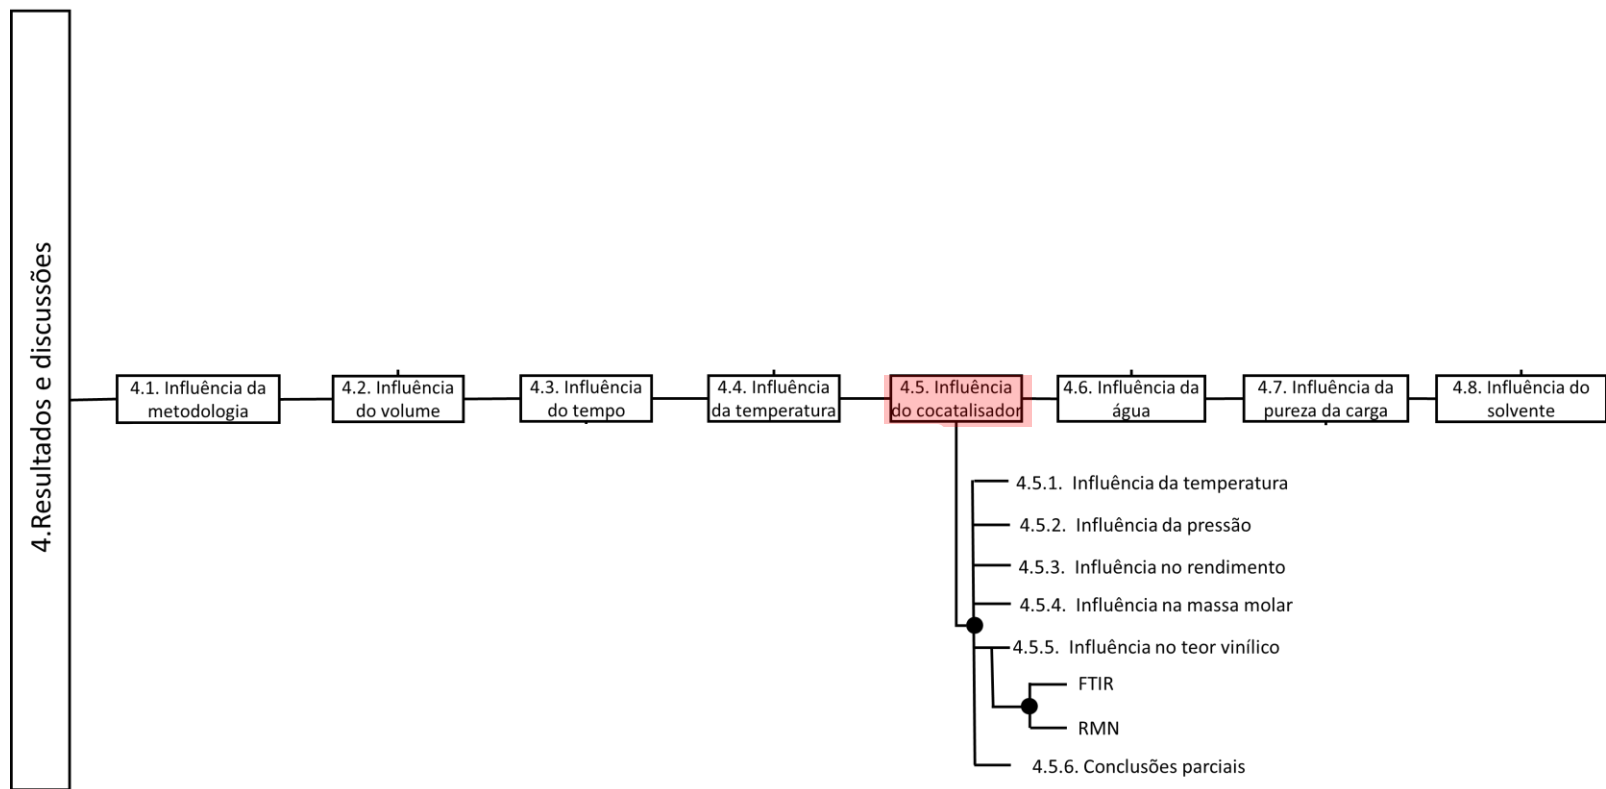 4.Resultados e discussões
4.1. Influência da
metodologia
4.2. Influência
do volume
4.3. Influência
do tempo
4.4. Influência
da temperatura
4.5. Influência
do cocatalisador
4.6. Influência da
água
4.7. Influência da
pureza da carga
4.8. Influência do
solvente
4.5.1. Influência da temperatura
4.5.2. Influência da pressão
4.5.3. Influência no rendimento
4.5.4. Influência na massa molar
4.5.5. Influência no teor vinílico
FTIR
RMN
4.5.6. Conclusões parciais